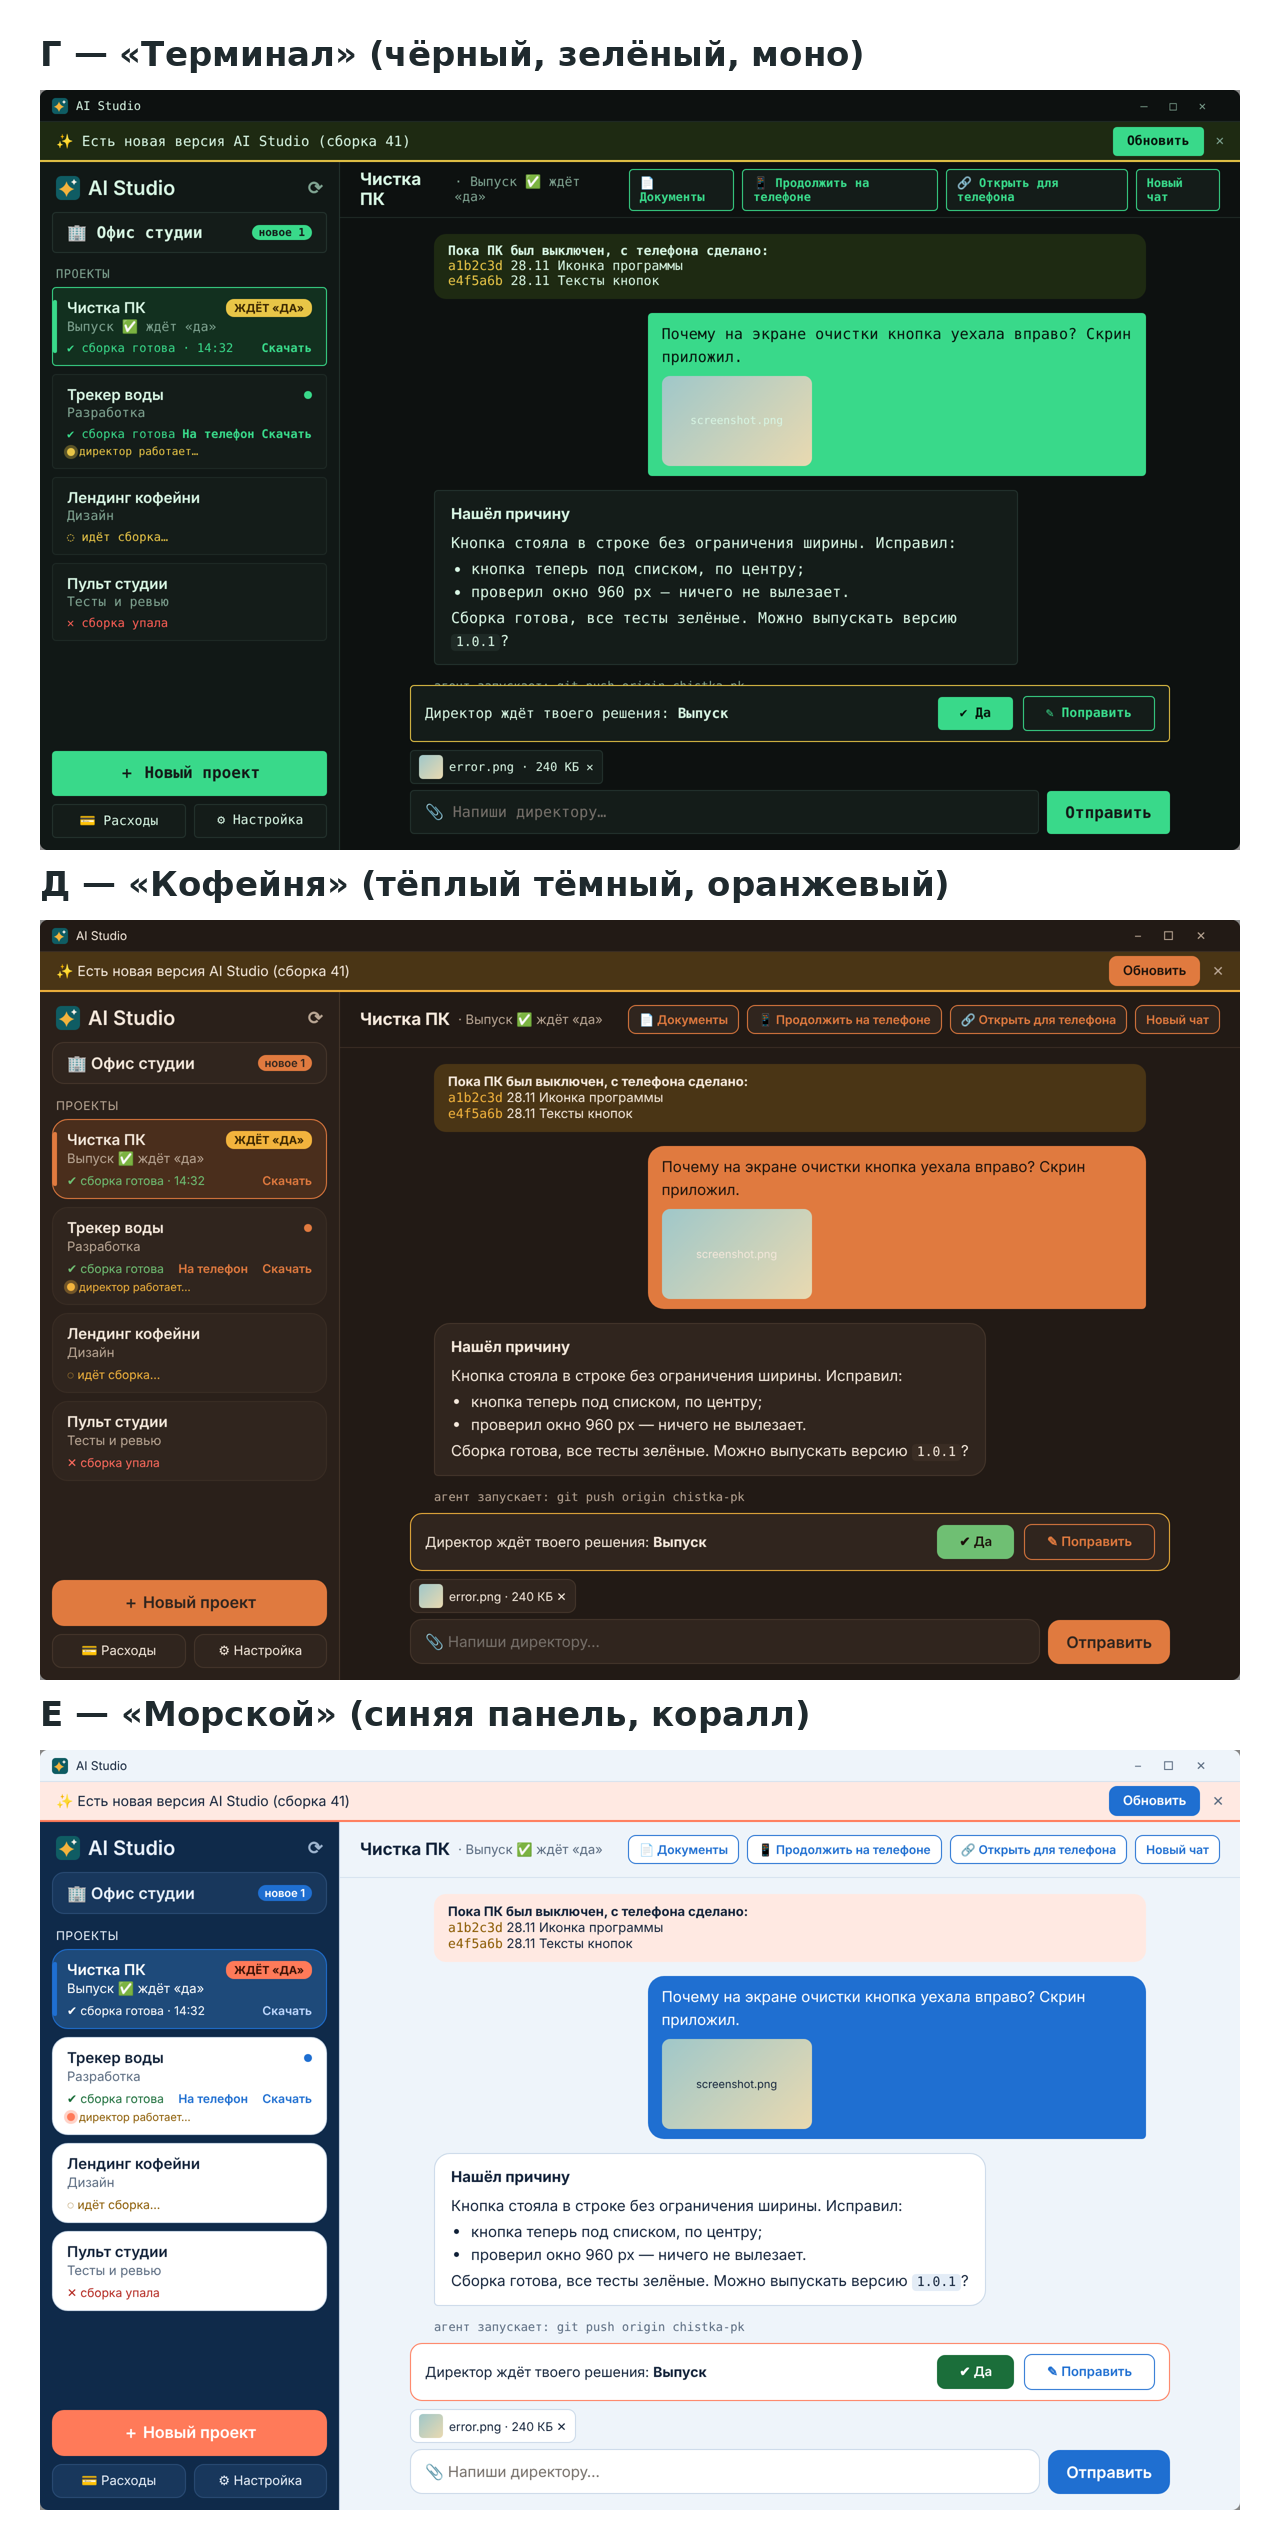 Г — «Терминал» (чёрный, зелёный, моно)
AI Studio
✨ Есть новая версия AI Studio (сборка 41)
Обновить ×
AI Studio ⟳
🏢 Офис студии новое 1
ПРОЕКТЫ
Чистка ПК ЖДЁТ «ДА»
Выпуск ✅ ждёт «да»
✔ сборка готова · 14:32 Скачать
Трекер воды
Разработка
✔ сборка готова На телефон Скачать
директор работает…
Лендинг кофейни
Дизайн
◌ идёт сборка…
Пульт студии
Тесты и ревью
✕ сборка упала
+ Новый проект
💳 Расходы ⚙ Настройка
Чистка
ПК
· Выпуск ✅ ждёт
«да»
📄
Документы
📱 Продолжить на
телефоне
🔗 Открыть для
телефона
Новый
чат
Пока ПК был выключен, с телефона сделано:
a1b2c3d 28.11 Иконка программы
e4f5a6b 28.11 Тексты кнопок
Почему на экране очистки кнопка уехала вправо? Скрин
приложил.
screenshot.png
Нашёл причину
Кнопка стояла в строке без ограничения ширины. Исправил:
• кнопка теперь под списком, по центру;
• проверил окно 960 px — ничего не вылезает.
Сборка готова, все тесты зелёные. Можно выпускать версию
1.0.1 ?
агент запускает: git push origin chistka-pk
Директор ждёт твоего решения: Выпуск
✔ Да ✎ Поправить
error.png · 240 КБ ×
📎 Напиши директору…
Отправить
Д — «Кофейня» (тёплый тёмный, оранжевый)
AI Studio
✨ Есть новая версия AI Studio (сборка 41)
Обновить ✕
AI Studio ⟳
🏢 Офис студии новое 1
ПРОЕКТЫ
Чистка ПК ЖДЁТ «ДА»
Выпуск ✅ ждёт «да»
✔ сборка готова · 14:32 Скачать
Трекер воды
Разработка
✔ сборка готова На телефон Скачать
директор работает…
Лендинг кофейни
Дизайн
◌ идёт сборка…
Пульт студии
Тесты и ревью
✕ сборка упала
+ Новый проект
💳 Расходы ⚙ Настройка
Чистка ПК · Выпуск ✅ ждёт «да»
📄 Документы 📱 Продолжить на телефоне 🔗 Открыть для телефона Новый чат
Пока ПК был выключен, с телефона сделано:
a1b2c3d 28.11 Иконка программы
e4f5a6b 28.11 Тексты кнопок
Почему на экране очистки кнопка уехала вправо? Скрин
приложил.
screenshot.png
Нашёл причину
Кнопка стояла в строке без ограничения ширины. Исправил:
• кнопка теперь под списком, по центру;
• проверил окно 960 px — ничего не вылезает.
Сборка готова, все тесты зелёные. Можно выпускать версию 1.0.1 ?
агент запускает: git push origin chistka-pk
Директор ждёт твоего решения: Выпуск
✔ Да ✎ Поправить
error.png · 240 КБ ✕
📎 Напиши директору…
Отправить
Е — «Морской» (синяя панель, коралл)
AI Studio
✨ Есть новая версия AI Studio (сборка 41)
Обновить ✕
AI Studio ⟳
🏢 Офис студии новое 1
ПРОЕКТЫ
Чистка ПК ЖДЁТ «ДА»
Выпуск ✅ ждёт «да»
✔ сборка готова · 14:32 Скачать
Трекер воды
Разработка
✔ сборка готова На телефон Скачать
директор работает…
Лендинг кофейни
Дизайн
◌ идёт сборка…
Пульт студии
Тесты и ревью
✕ сборка упала
+ Новый проект
💳 Расходы ⚙ Настройка
Чистка ПК · Выпуск ✅ ждёт «да»
📄 Документы 📱 Продолжить на телефоне 🔗 Открыть для телефона Новый чат
Пока ПК был выключен, с телефона сделано:
a1b2c3d 28.11 Иконка программы
e4f5a6b 28.11 Тексты кнопок
Почему на экране очистки кнопка уехала вправо? Скрин
приложил.
screenshot.png
Нашёл причину
Кнопка стояла в строке без ограничения ширины. Исправил:
• кнопка теперь под списком, по центру;
• проверил окно 960 px — ничего не вылезает.
Сборка готова, все тесты зелёные. Можно выпускать версию 1.0.1 ?
агент запускает: git push origin chistka-pk
Директор ждёт твоего решения: Выпуск
✔ Да ✎ Поправить
error.png · 240 КБ ✕
📎 Напиши директору…
Отправить